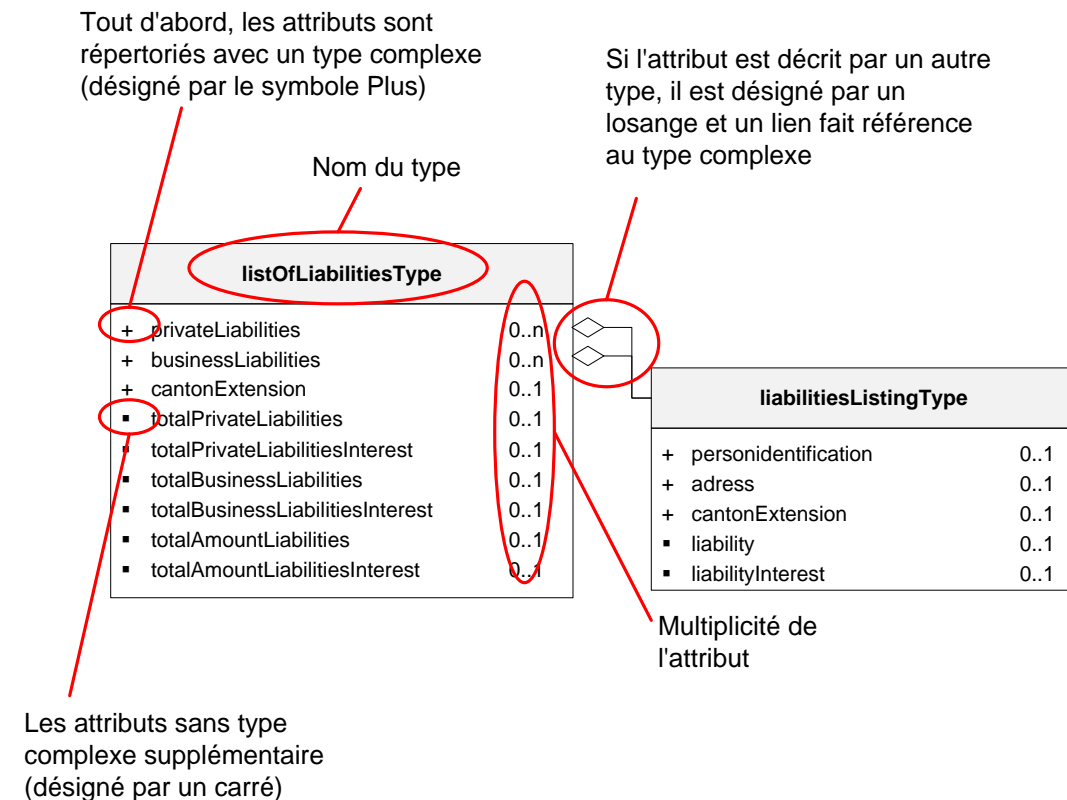 Tout d'abord, les attributs sont
répertoriés avec un type complexe
(désigné par le symbole Plus)
Si l'attribut est décrit par un autre
type, il est désigné par un
losange et un lien fait référence
au type complexe
Nom du type
listOfLiabilitiesType
+ privateLiabilities 0..n
+ businessLiabilities 0..n
+ cantonExtension 0..1
▪ totalPrivateLiabilities 0..1
▪ totalPrivateLiabilitiesInterest 0..1
▪ totalBusinessLiabilities 0..1
▪ totalBusinessLiabilitiesInterest 0..1
▪ totalAmountLiabilities 0..1
▪ totalAmountLiabilitiesInterest 0..1
liabilitiesListingType
+ personidentification 0..1
+ adress 0..1
+ cantonExtension 0..1
▪ liability 0..1
▪ liabilityInterest 0..1
Multiplicité de
l'attribut
Les attributs sans type
complexe supplémentaire
(désigné par un carré)